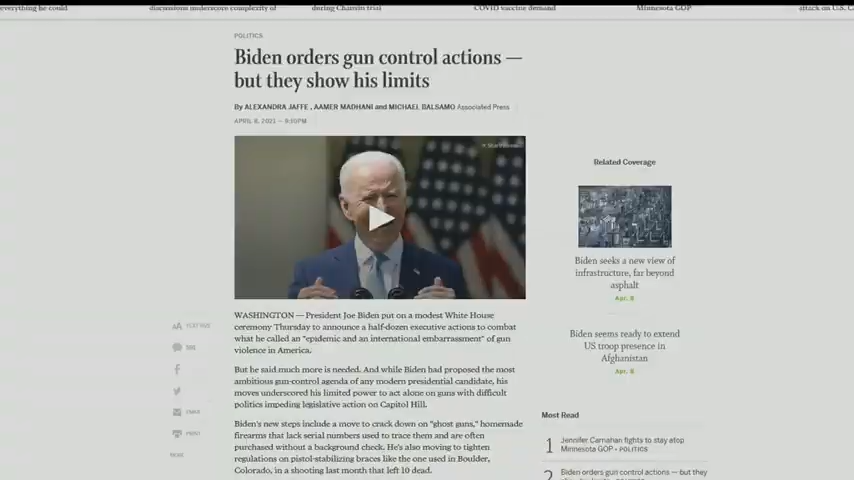 everything he could
discussions underscore complexity of
during Chauvin trial
COVID vaccine demand
Minnesota GOP
attack on U.S. C
POLITICS
Biden orders gun control actions —
but they show his limits
By ALEXANDRA JAFFE , AAMER MADHANI and MICHAEL BALSAMO Associated Press
APRIL 8, 2021 — 9:30PM
WASHINGTON — President Joe Biden put on a modest White House
ceremony Thursday to announce a half-dozen executive actions to combat
what he called an "epidemic and an international embarrassment" of gun
violence in America.
But he said much more is needed. And while Biden had proposed the most
ambitious gun-control agenda of any modern presidential candidate, his
moves underscored his limited power to act alone on guns with difficult
politics impeding legislative action on Capitol Hill.
Biden's new steps include a move to crack down on "ghost guns," homemade
firearms that lack serial numbers used to trace them and are often
purchased without a background check. He's also moving to tighten
regulations on pistol-stabilizing braces like the one used in Boulder,
Colorado, in a shooting last month that left 10 dead.
TEXT SIZE
EMAIL
PRINT
MORE
Related Coverage
Biden seeks a new view of
infrastructure, far beyond
asphalt
Apr. 8
Biden seems ready to extend
US troop presence in
Afghanistan
Apr. 8
Most Read
1
Jennifer Carnahan fights to stay atop
Minnesota GOP • POLITICS
2
Biden orders gun control actions — but they